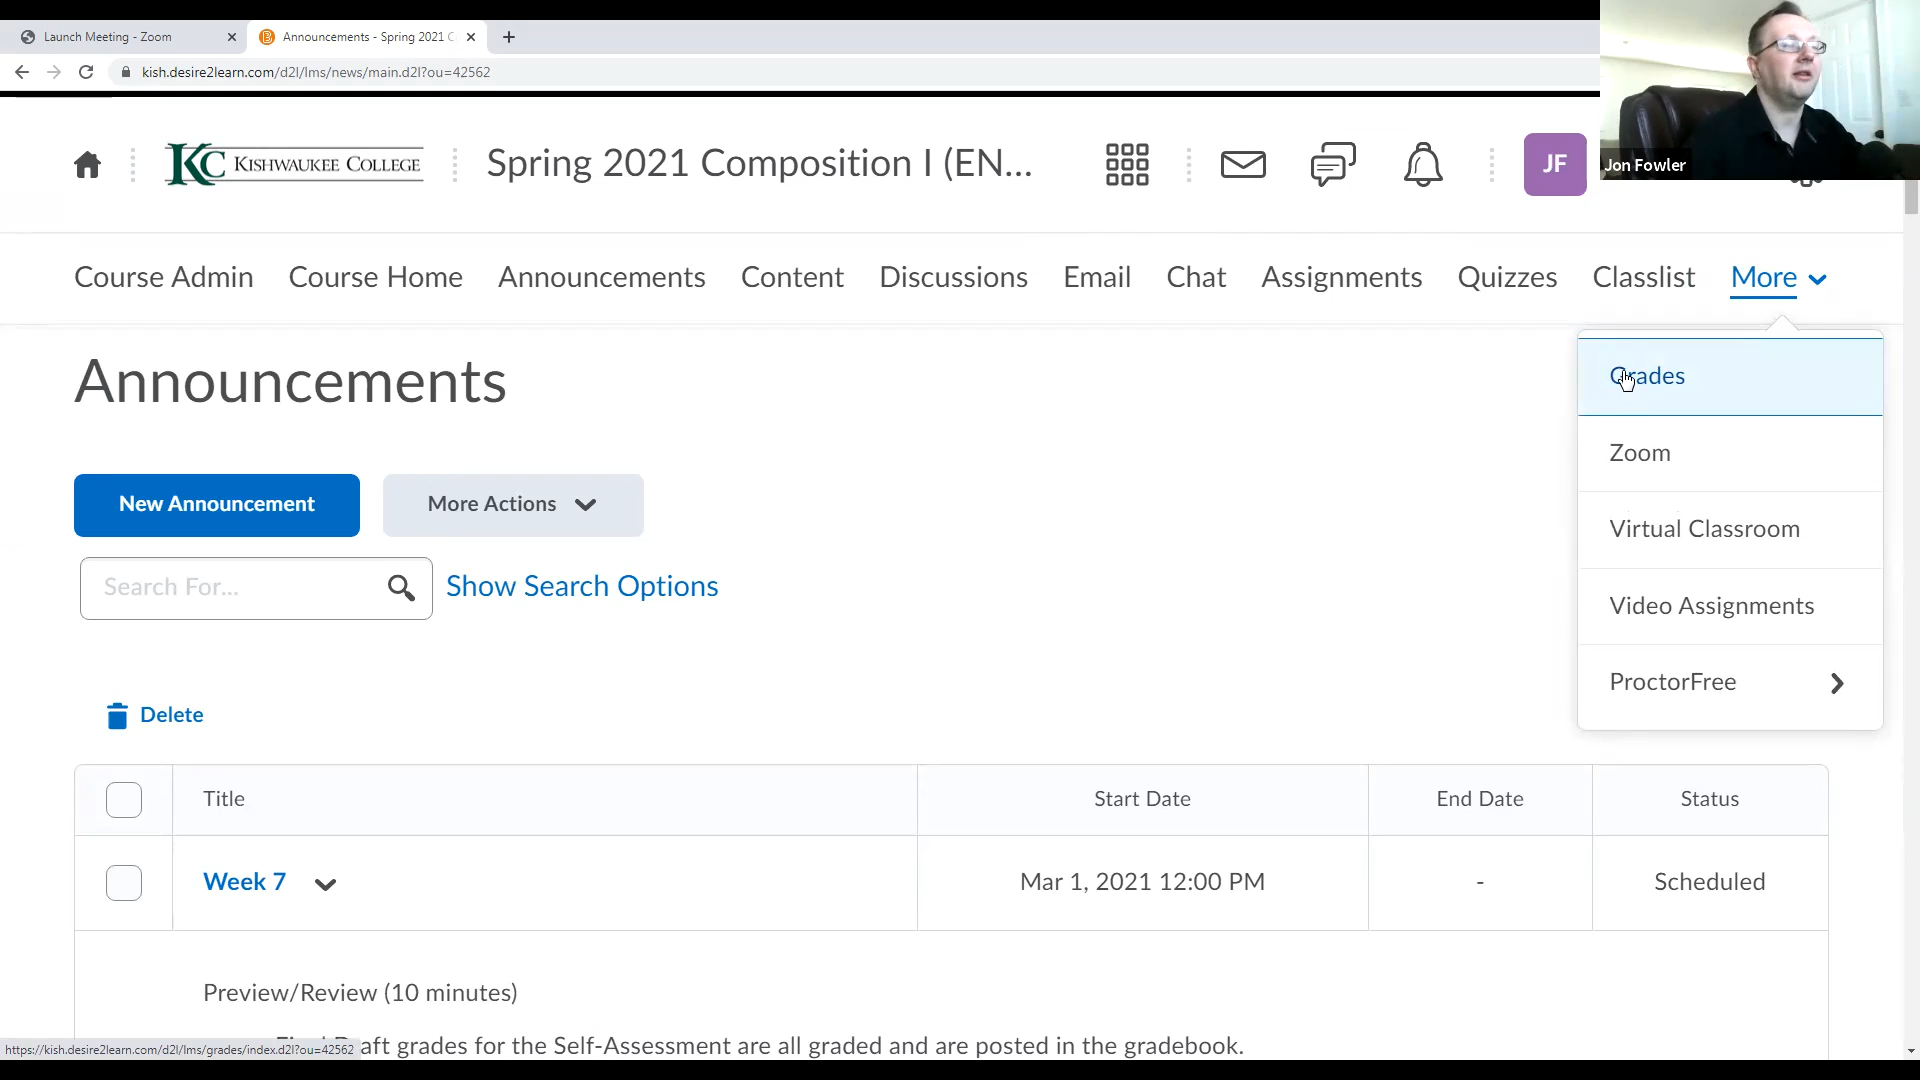 Launch Meeting - Zoom
Announcements - Spring 2021 C
kish.desire2learn.com/d2l/lms/news/main.d2l?ou=42562
KC KISHWAUKEE COLLEGE
Spring 2021 Composition I (EN...
JF
Jon Fowler
Course Admin Course Home Announcements Content Discussions Email Chat Assignments Quizzes Classlist More
Grades
Zoom
Virtual Classroom
Video Assignments
ProctorFree
Announcements
New Announcement
More Actions
Search For...
Show Search Options
Delete
Title Start Date End Date Status
Week 7 Mar 1, 2021 12:00 PM - Scheduled
Preview/Review (10 minutes)
Final Draft grades for the Self-Assessment are all graded and are posted in the gradebook.
https://kish.desire2learn.com/d2l/lms/grades/index.d2l?ou=42562